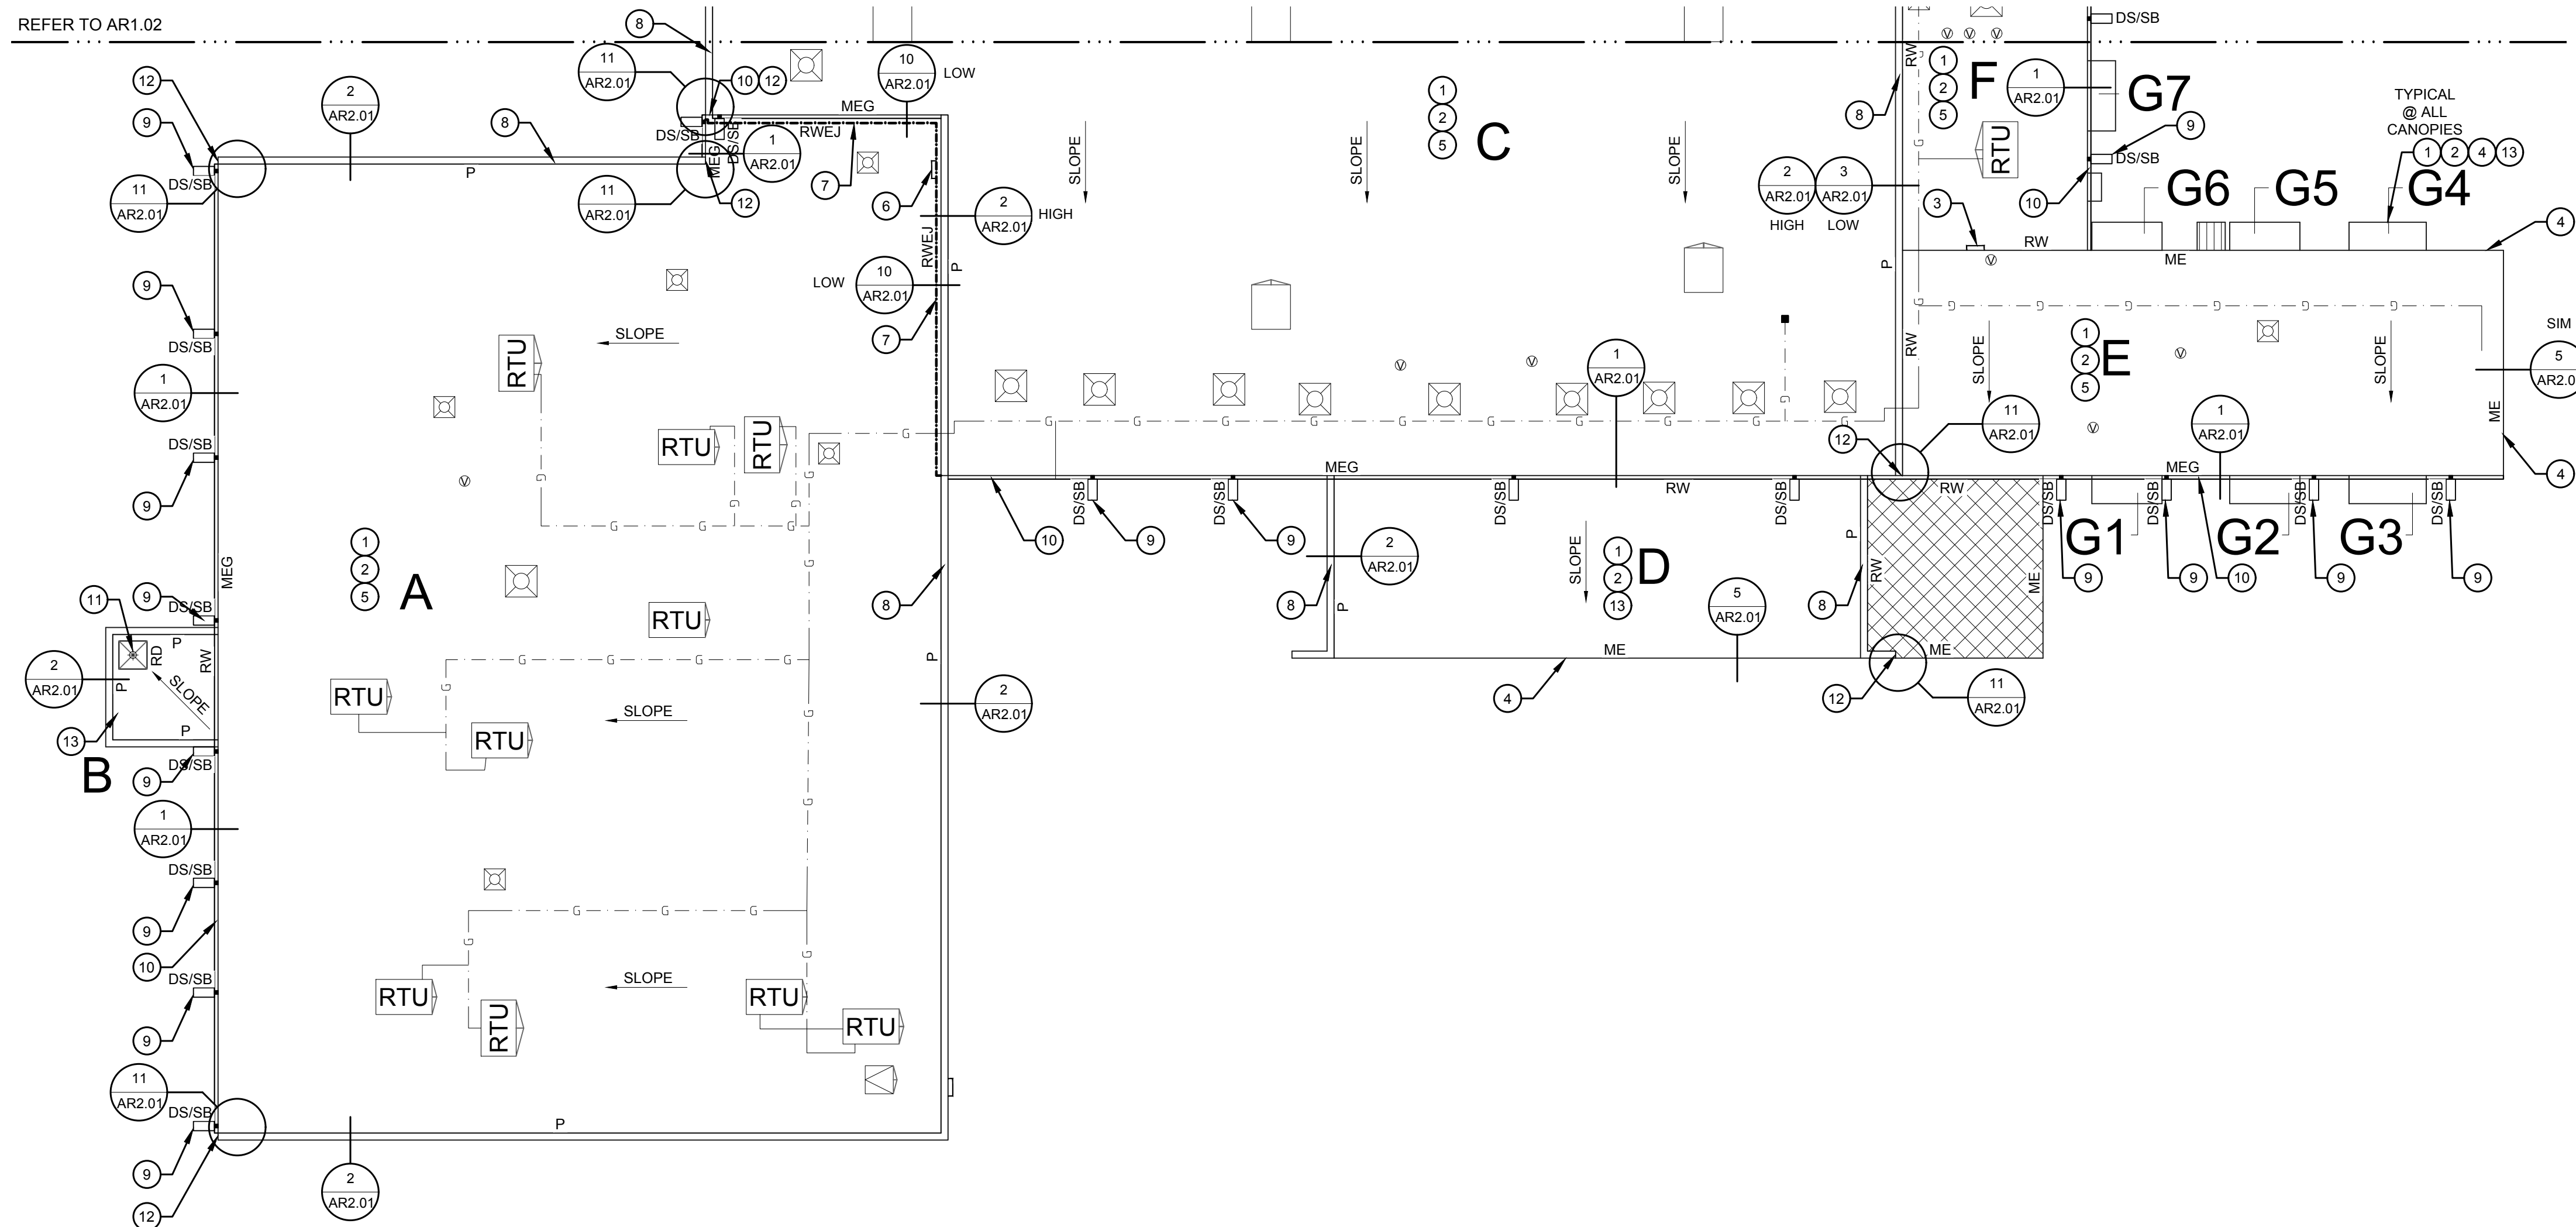 REFER TO AR1.02
8
11
AR2.01
10
12
10
AR2.01
LOW
DS/SB
1
2
5
F
RW
G
1
AR2.01
G7
TYPICAL
@ ALL
CANOPIES
1
2
4
13
12
9
2
AR2.01
8
MEG
RWEJ
DS/SB
DS/SB
MEG
1
AR2.01
7
1
2
5
C
SLOPE
SLOPE
SLOPE
8
RTU
9
DS/SB
10
G6
G5
G4
DS/SB
11
AR2.01
P
11
AR2.01
12
6
2
AR2.01
HIGH
RWEJ
P
2
AR2.01
HIGH
3
AR2.01
LOW
3
RW
ME
4
P
V
9
DS/SB
SLOPE
RTU
LOW
10
AR2.01
7
V
V
1
AR2.01
RW
G
G
G
G
G
SLOPE
1
2
5
E
V
V
SLOPE
SIM
5
AR2.0
ME
1
AR2.01
9
DS/SB
RTU
RTU
V
G
G
G
G
G
G
G
G
G
12
11
AR2.01
1
AR2.01
4
9
MEG
RW
MEG
RW
DS/SB
DS/SB
DS/SB
DS/SB
DS/SB
DS/SB
DS/SB
DS/SB
10
9
9
2
AR2.01
8
P
SLOPE
1
2
13
D
5
AR2.01
P
8
RW
ME
G1
G2
G3
9
9
10
9
9
MEG
1
2
5
A
8
P
RTU
G
G
G
11
9
DS/SB
P
RD
RW
2
AR2.01
P
SLOPE
P
13
B
9
DS/SB
RTU
RTU
SLOPE
2
AR2.01
ME
ME
4
12
11
AR2.01
1
AR2.01
DS/SB
9
10
DS/SB
9
G
G
G
SLOPE
RTU
RTU
RTU
RTU
11
AR2.01
DS/SB
9
12
P
2
AR2.01